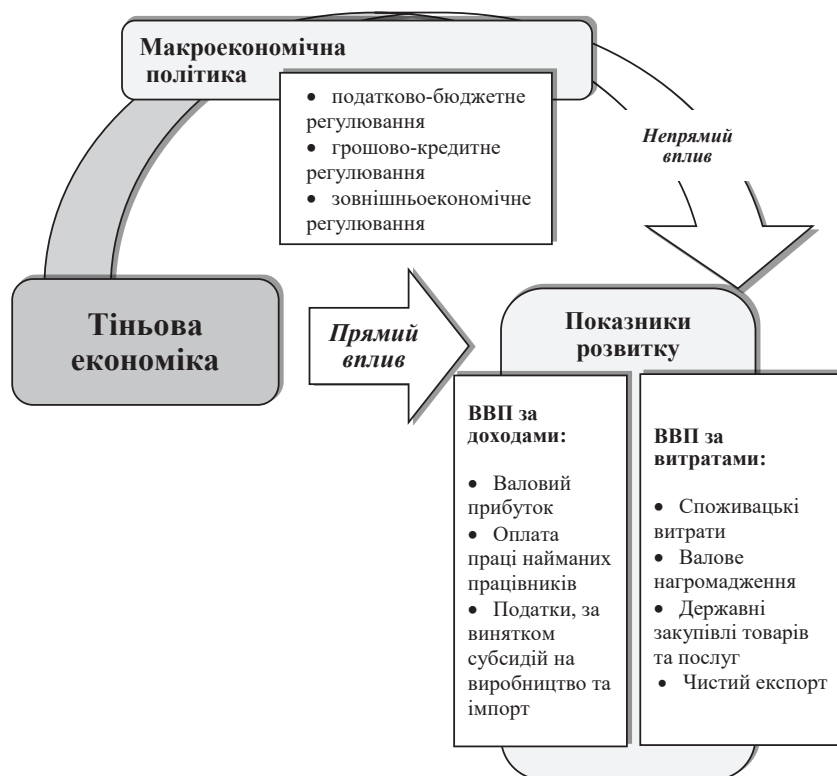 Макроекономічна
політика
• податково-бюджетне
регулювання
• грошово-кредитне
регулювання
• зовнішньоекономічне
регулювання
Непрямий
вплив
Тіньова
економіка
Прямий
вплив
Показники
розвитку
ВВП за
доходами:
• Валовий
прибуток
• Оплата
праці найманих
працівників
• Податки, за
винятком
субсидій на
виробництво та
імпорт
ВВП за
витратами:
• Споживацькі
витрати
• Валове
нагромадження
• Державні
закупівлі товарів
та послуг
• Чистий експорт